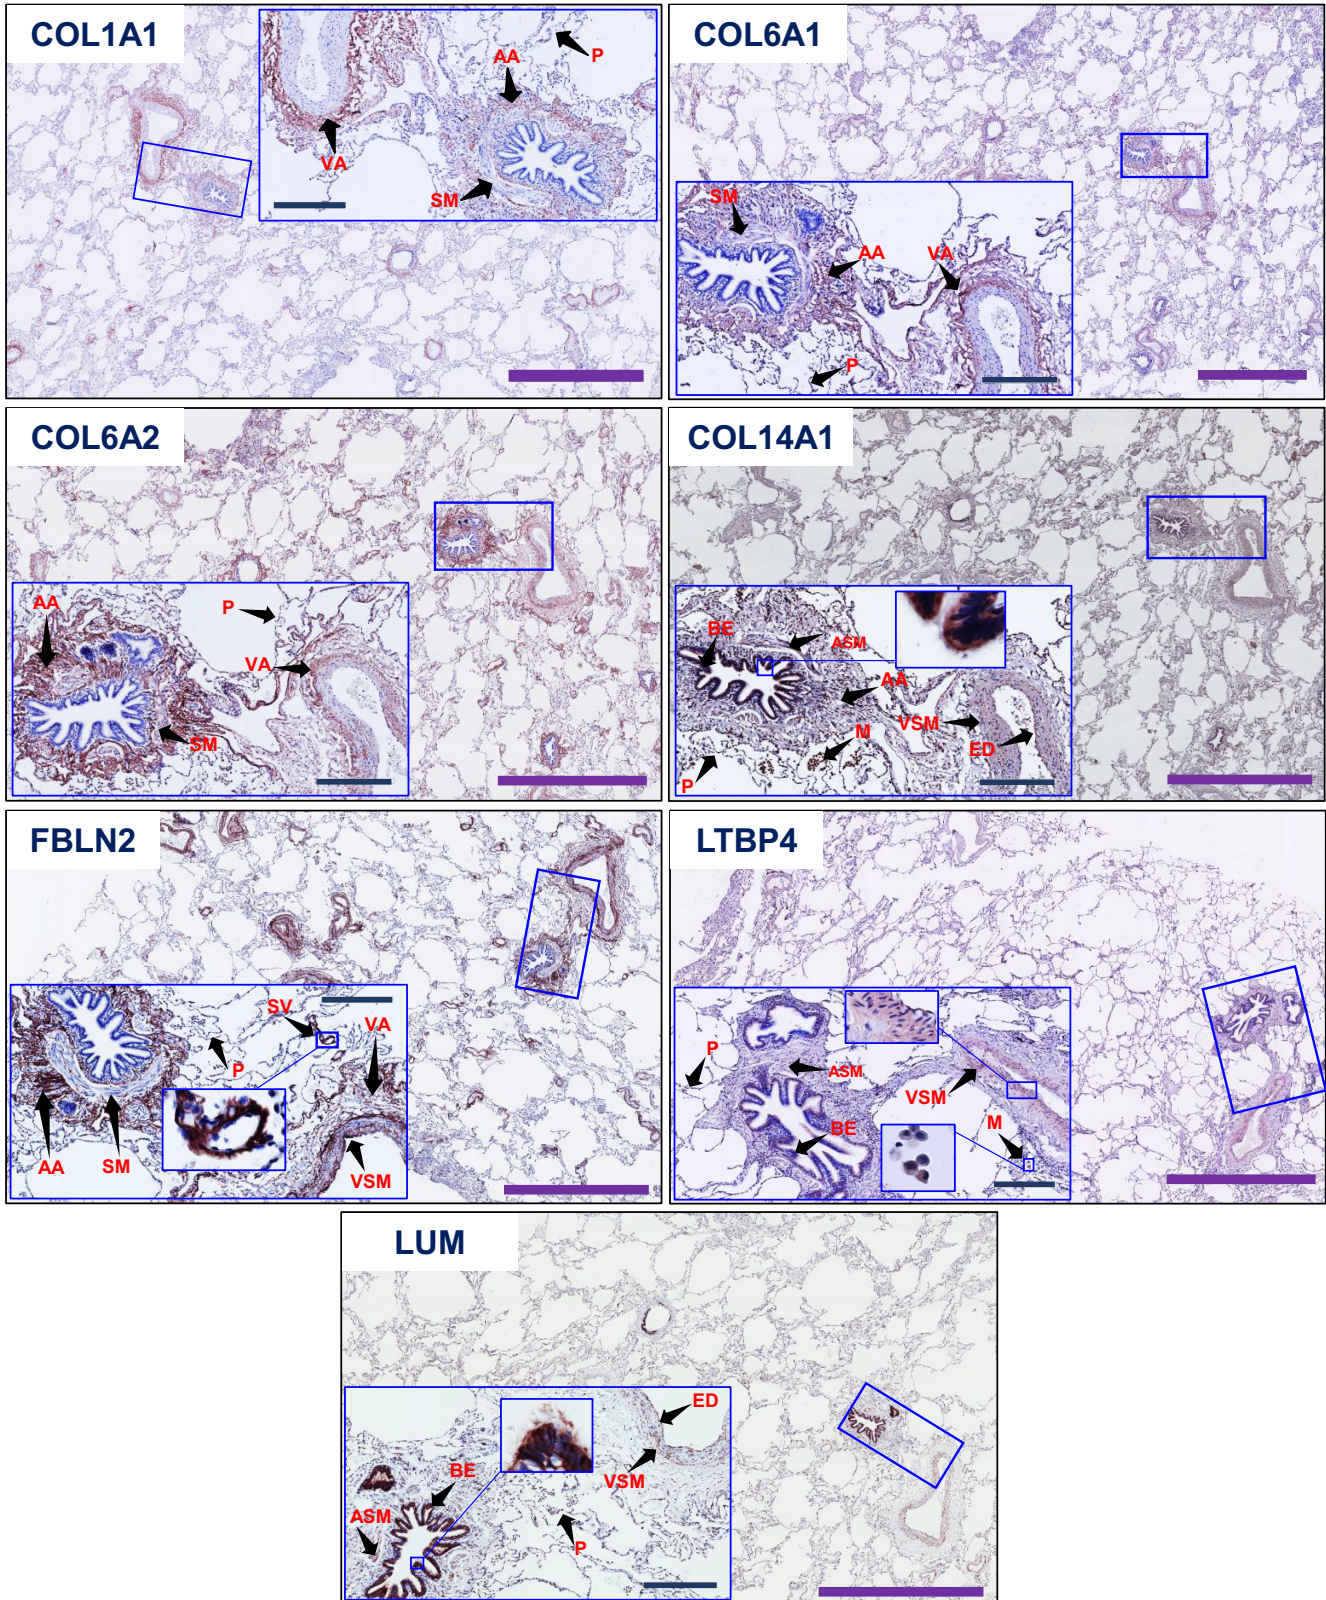 COL1A1
P
AA
VA
SM
COL6A1
SM
AA
VA
P
COL6A2
AA
P
VA
SM
COL14A1
BE
ASM
AA
VSM
M
ED
P
FBLN2
SV
VA
P
AA
SM
VSM
LTBP4
P
ASM
VSM
BE
M
LUM
ED
BE
VSM
ASM
P